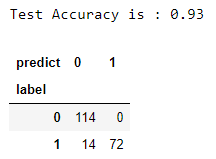 Test Accuracy is : 0.93
predict 0 1
label
0 114 0
1 14 72